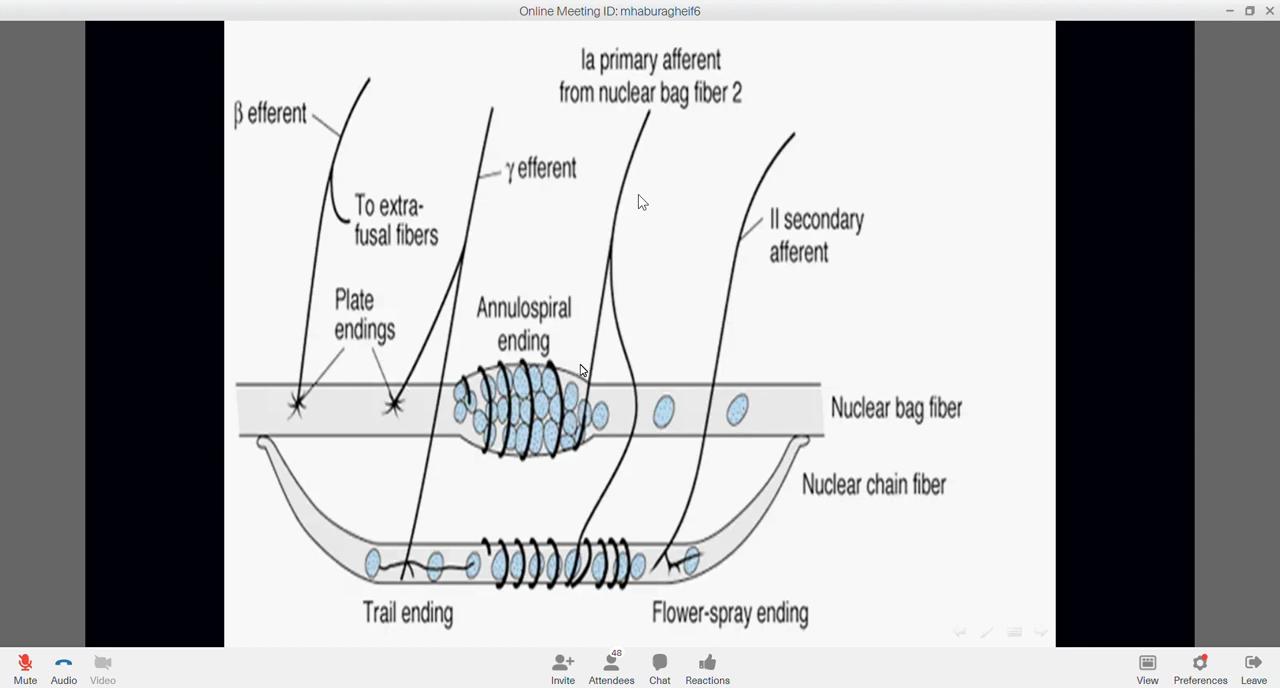 Online Meeting ID: mhaburagheif6
Ia primary afferent
from nuclear bag fiber 2
β efferent
γ efferent
To extra-
fusal fibers
II secondary
afferent
Plate
endings
Annulospiral
ending
Nuclear bag fiber
Nuclear chain fiber
Trail ending
Flower-spray ending
48
Mute
Audio
Video
Invite
Attendees
Chat
Reactions
View
Preferences
Leave